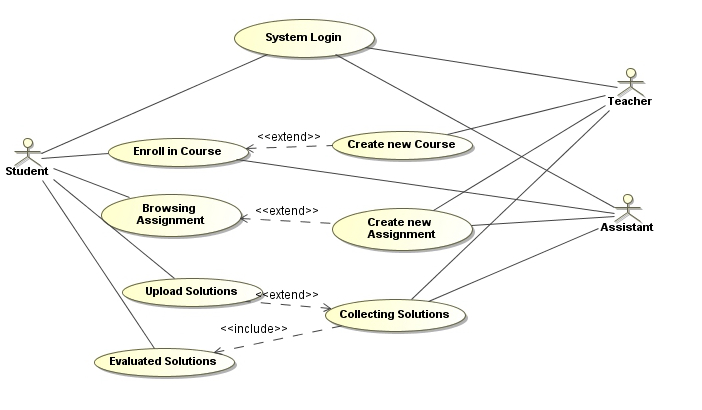 System Login
Teacher
<<extend>>
Enroll in Course
Create new Course
Student
Browsing
Assignment
<<extend>>
Create new
Assignment
Assistant
Upload Solutions
<<extend>>
Collecting Solutions
<<include>>
Evaluated Solutions